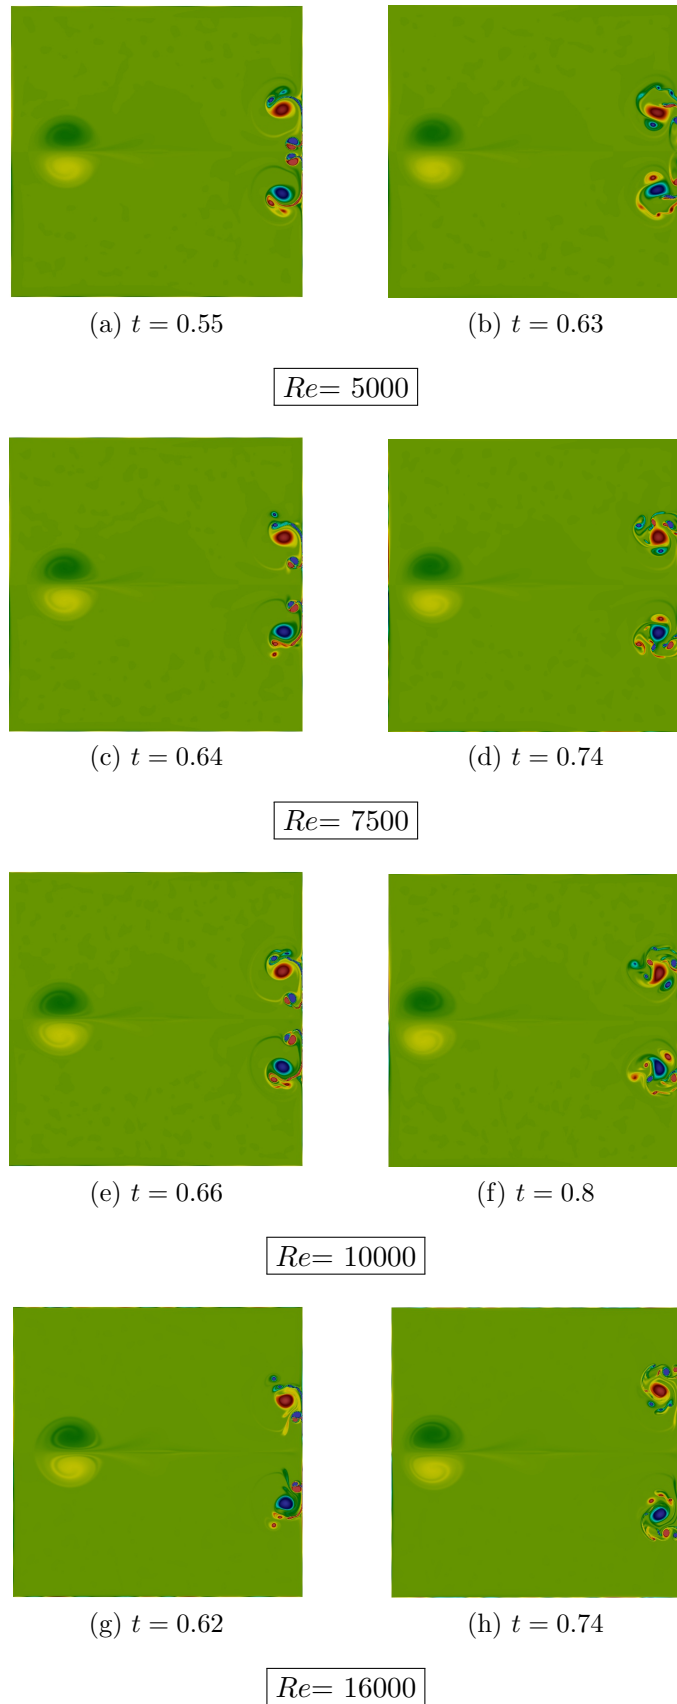 (a) t = 0.55 (b) t = 0.63
Re= 5000
(c) t = 0.64 (d) t = 0.74
Re= 7500
(e) t = 0.66 (f) t = 0.8
Re= 10000
(g) t = 0.62 (h) t = 0.74
Re= 16000